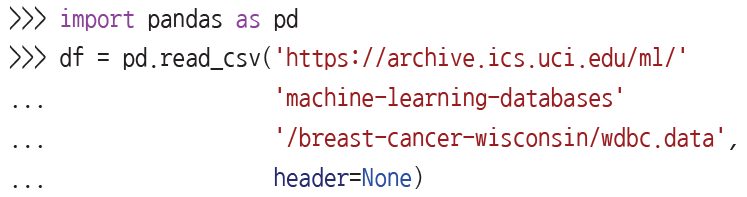 >>> import pandas as pd
>>> df = pd.read_csv('https://archive.ics.uci.edu/ml/'
...                  'machine-learning-databases'
...                  '/breast-cancer-wisconsin/wdbc.data',
...                  header=None)